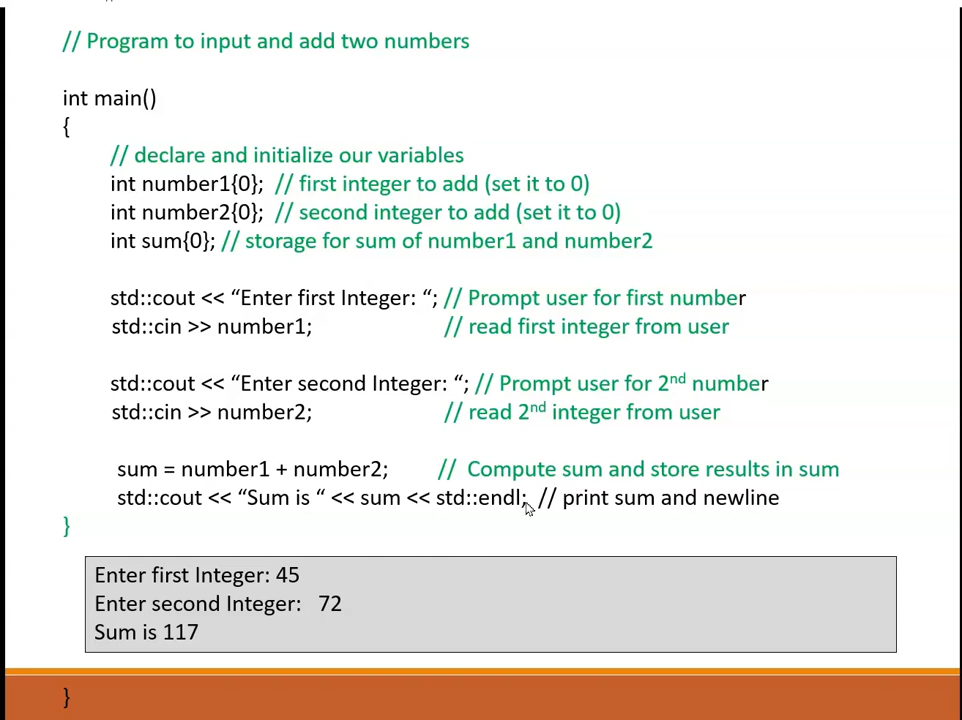 // Program to input and add two numbers
int main()
{
// declare and initialize our variables
int number1{0}; // first integer to add (set it to 0)
int number2{0}; // second integer to add (set it to 0)
int sum{0}; // storage for sum of number1 and number2
std::cout << “Enter first Integer: “; // Prompt user for first number
std::cin >> number1; // read first integer from user
std::cout << “Enter second Integer: “; // Prompt user for 2nd number
std::cin >> number2; // read 2nd integer from user
sum = number1 + number2; // Compute sum and store results in sum
std::cout << “Sum is “ << sum << std::endl; // print sum and newline
}
Enter first Integer: 45
Enter second Integer: 72
Sum is 117
}